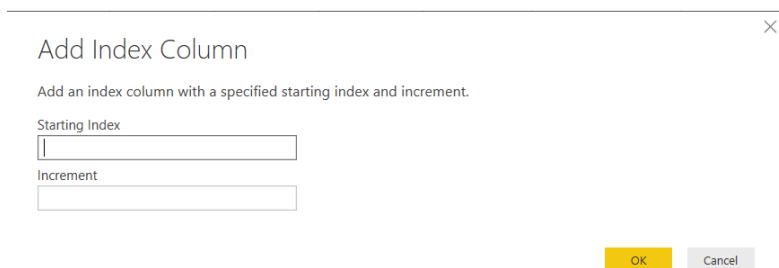 Add Index Column
Add an index column with a specified starting index and increment.
Starting Index
Increment
OK Cancel